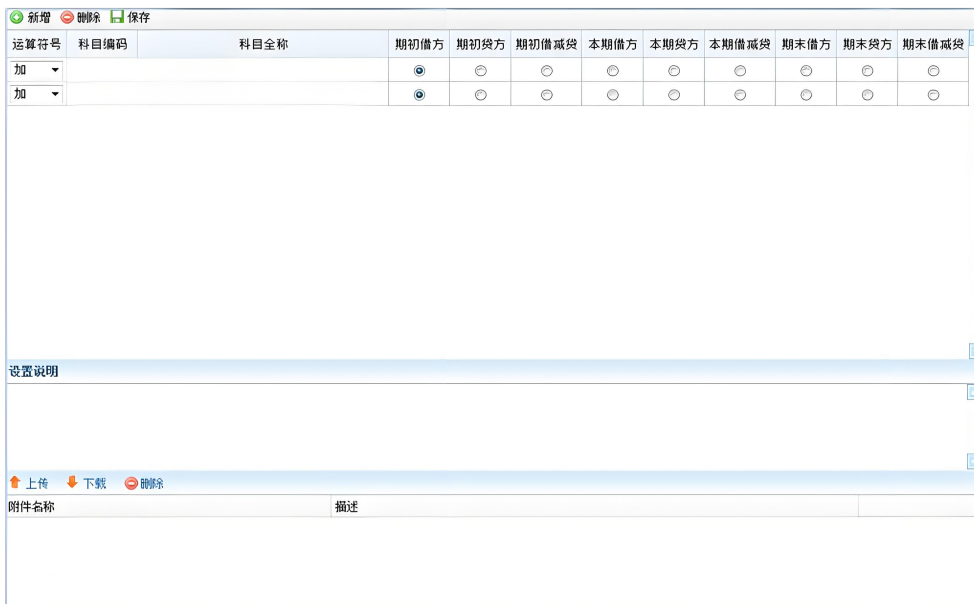 新增 删除 保存
运算符号 科目编码 科目全称 期初借方 期初贷方 期初借减贷 本期借方 本期贷方 本期借减贷 期末借方 期末贷方 期末借减贷
加
加
设置说明
上传 下载 删除
附件名称 描述